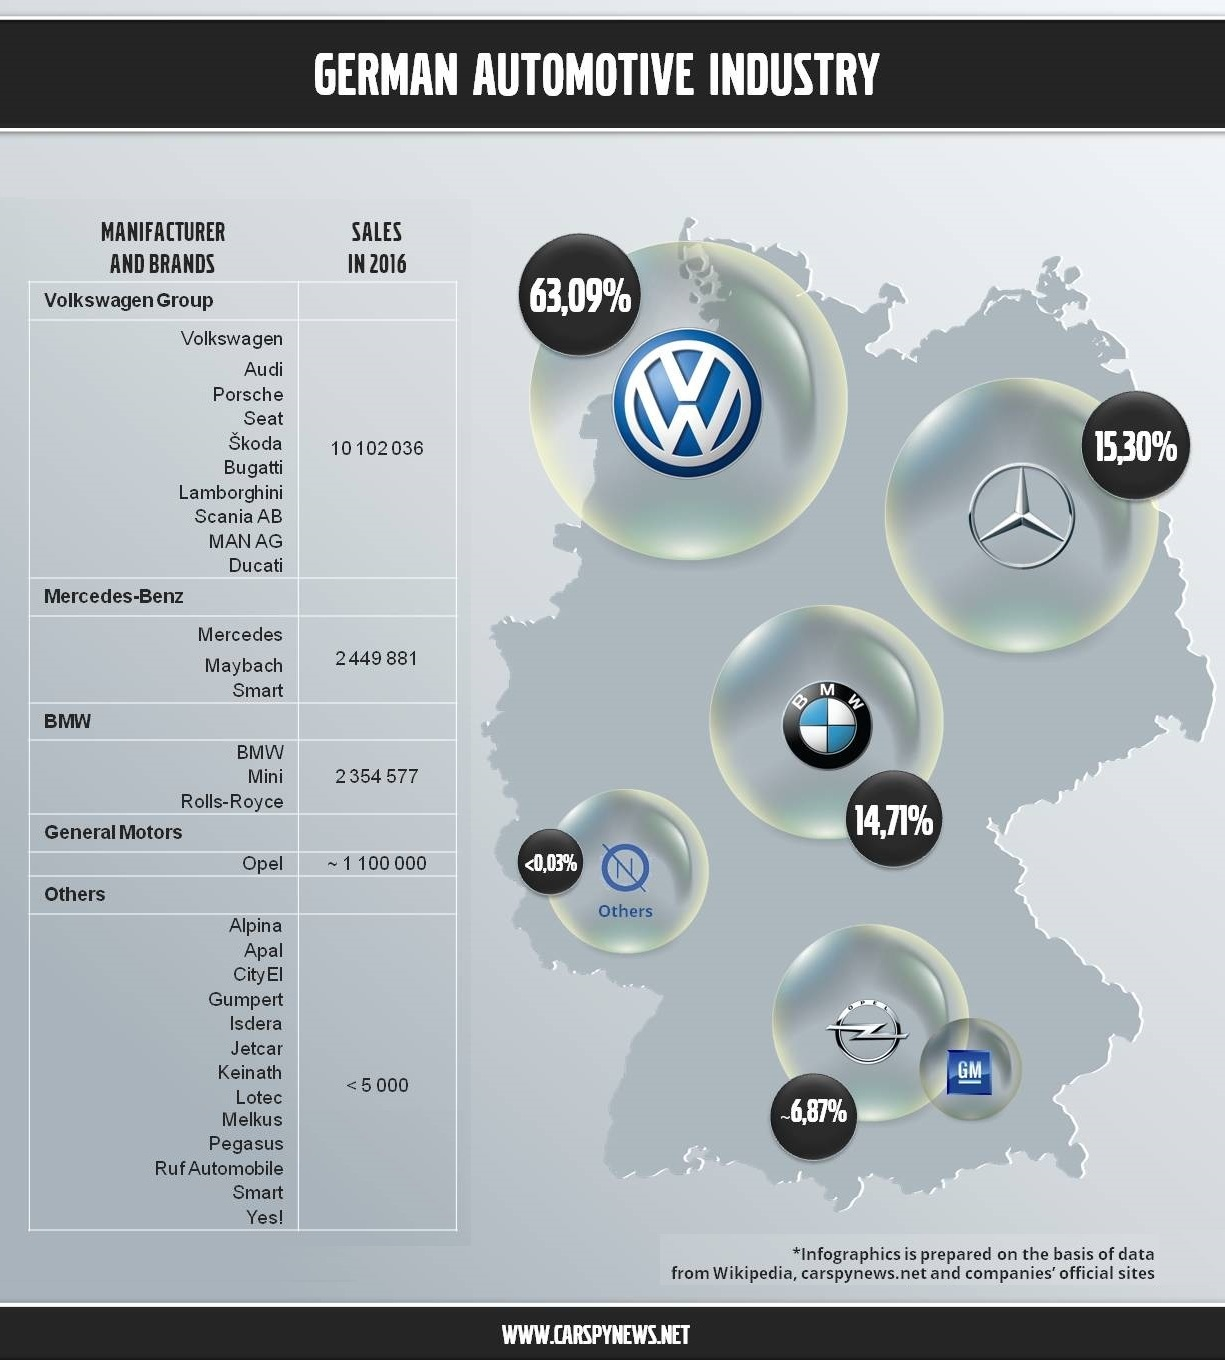 GERMAN AUTOMOTIVE INDUSTRY
MANIFACTURER
AND BRANDS
SALES
IN 2016
Volkswagen Group
Volkswagen
Audi
Porsche
Seat
Škoda
Bugatti
Lamborghini
Scania AB
MAN AG
Ducati
10 102 036
Mercedes-Benz
Mercedes
Maybach
Smart
2 449 881
BMW
BMW
Mini
Rolls-Royce
2 354 577
General Motors
Opel
~ 1 100 000
Others
Alpina
Apal
CityEl
Gumpert
Isdera
Jetcar
Keinath
Lotec
Melkus
Pegasus
Ruf Automobile
Smart
Yes!
< 5 000
63,09%
15,30%
BMW
14,71%
<0,03%
N
Others
OPEL
GM
~6,87%
*Infographics is prepared on the basis of data
from Wikipedia, carspynews.net and companies’ official sites
WWW.CARSPYNEWS.NET